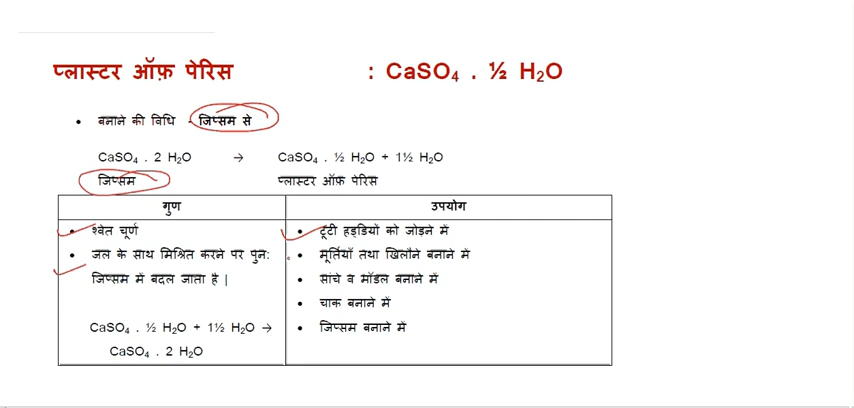 प्लास्टर ऑफ़ पेरिस : CaSO₄ . ½ H₂O
• बनाने की विधि - जिप्सम से
CaSO₄ . 2 H₂O → CaSO₄ . ½ H₂O + 1½ H₂O
जिप्सम प्लास्टर ऑफ़ पेरिस
गुण उपयोग
• श्वेत चूर्ण • टूटी हड्डियों को जोड़ने में
• जल के साथ मिश्रित करने पर पुन: • मूर्तियाँ तथा खिलौने बनाने में
जिप्सम में बदल जाता है | • सांचे व मॉडल बनाने में
• चाक बनाने में
CaSO₄ . ½ H₂O + 1½ H₂O → • जिप्सम बनाने में
CaSO₄ . 2 H₂O